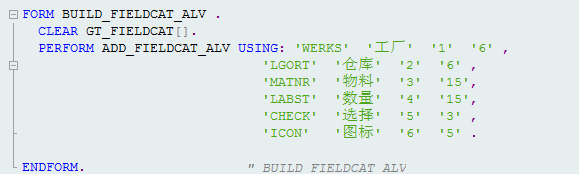 FORM BUILD_FIELDCAT_ALV .
CLEAR GT_FIELDCAT[].
PERFORM ADD_FIELDCAT_ALV USING: 'WERKS' '工厂' '1' '6' ,
'LGORT' '仓库' '2' '6' ,
'MATNR' '物料' '3' '15',
'LABST' '数量' '4' '15',
'CHECK' '选择' '5' '3' ,
'ICON' '图标' '6' '5' .
ENDFORM. " BUILD_FIELDCAT_ALV